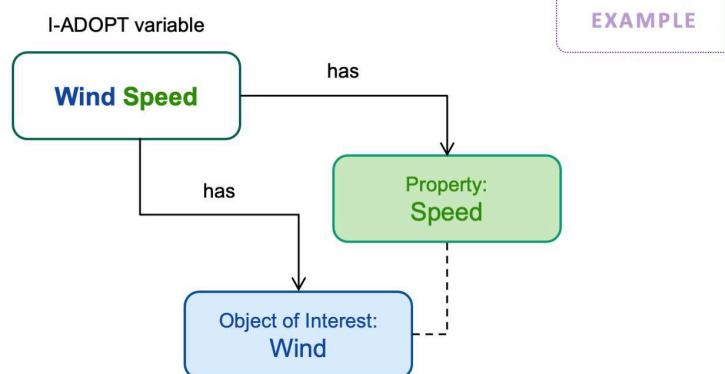 I-ADOPT variable
EXAMPLE
Wind Speed
has
has
Property:
Speed
Object of Interest:
Wind